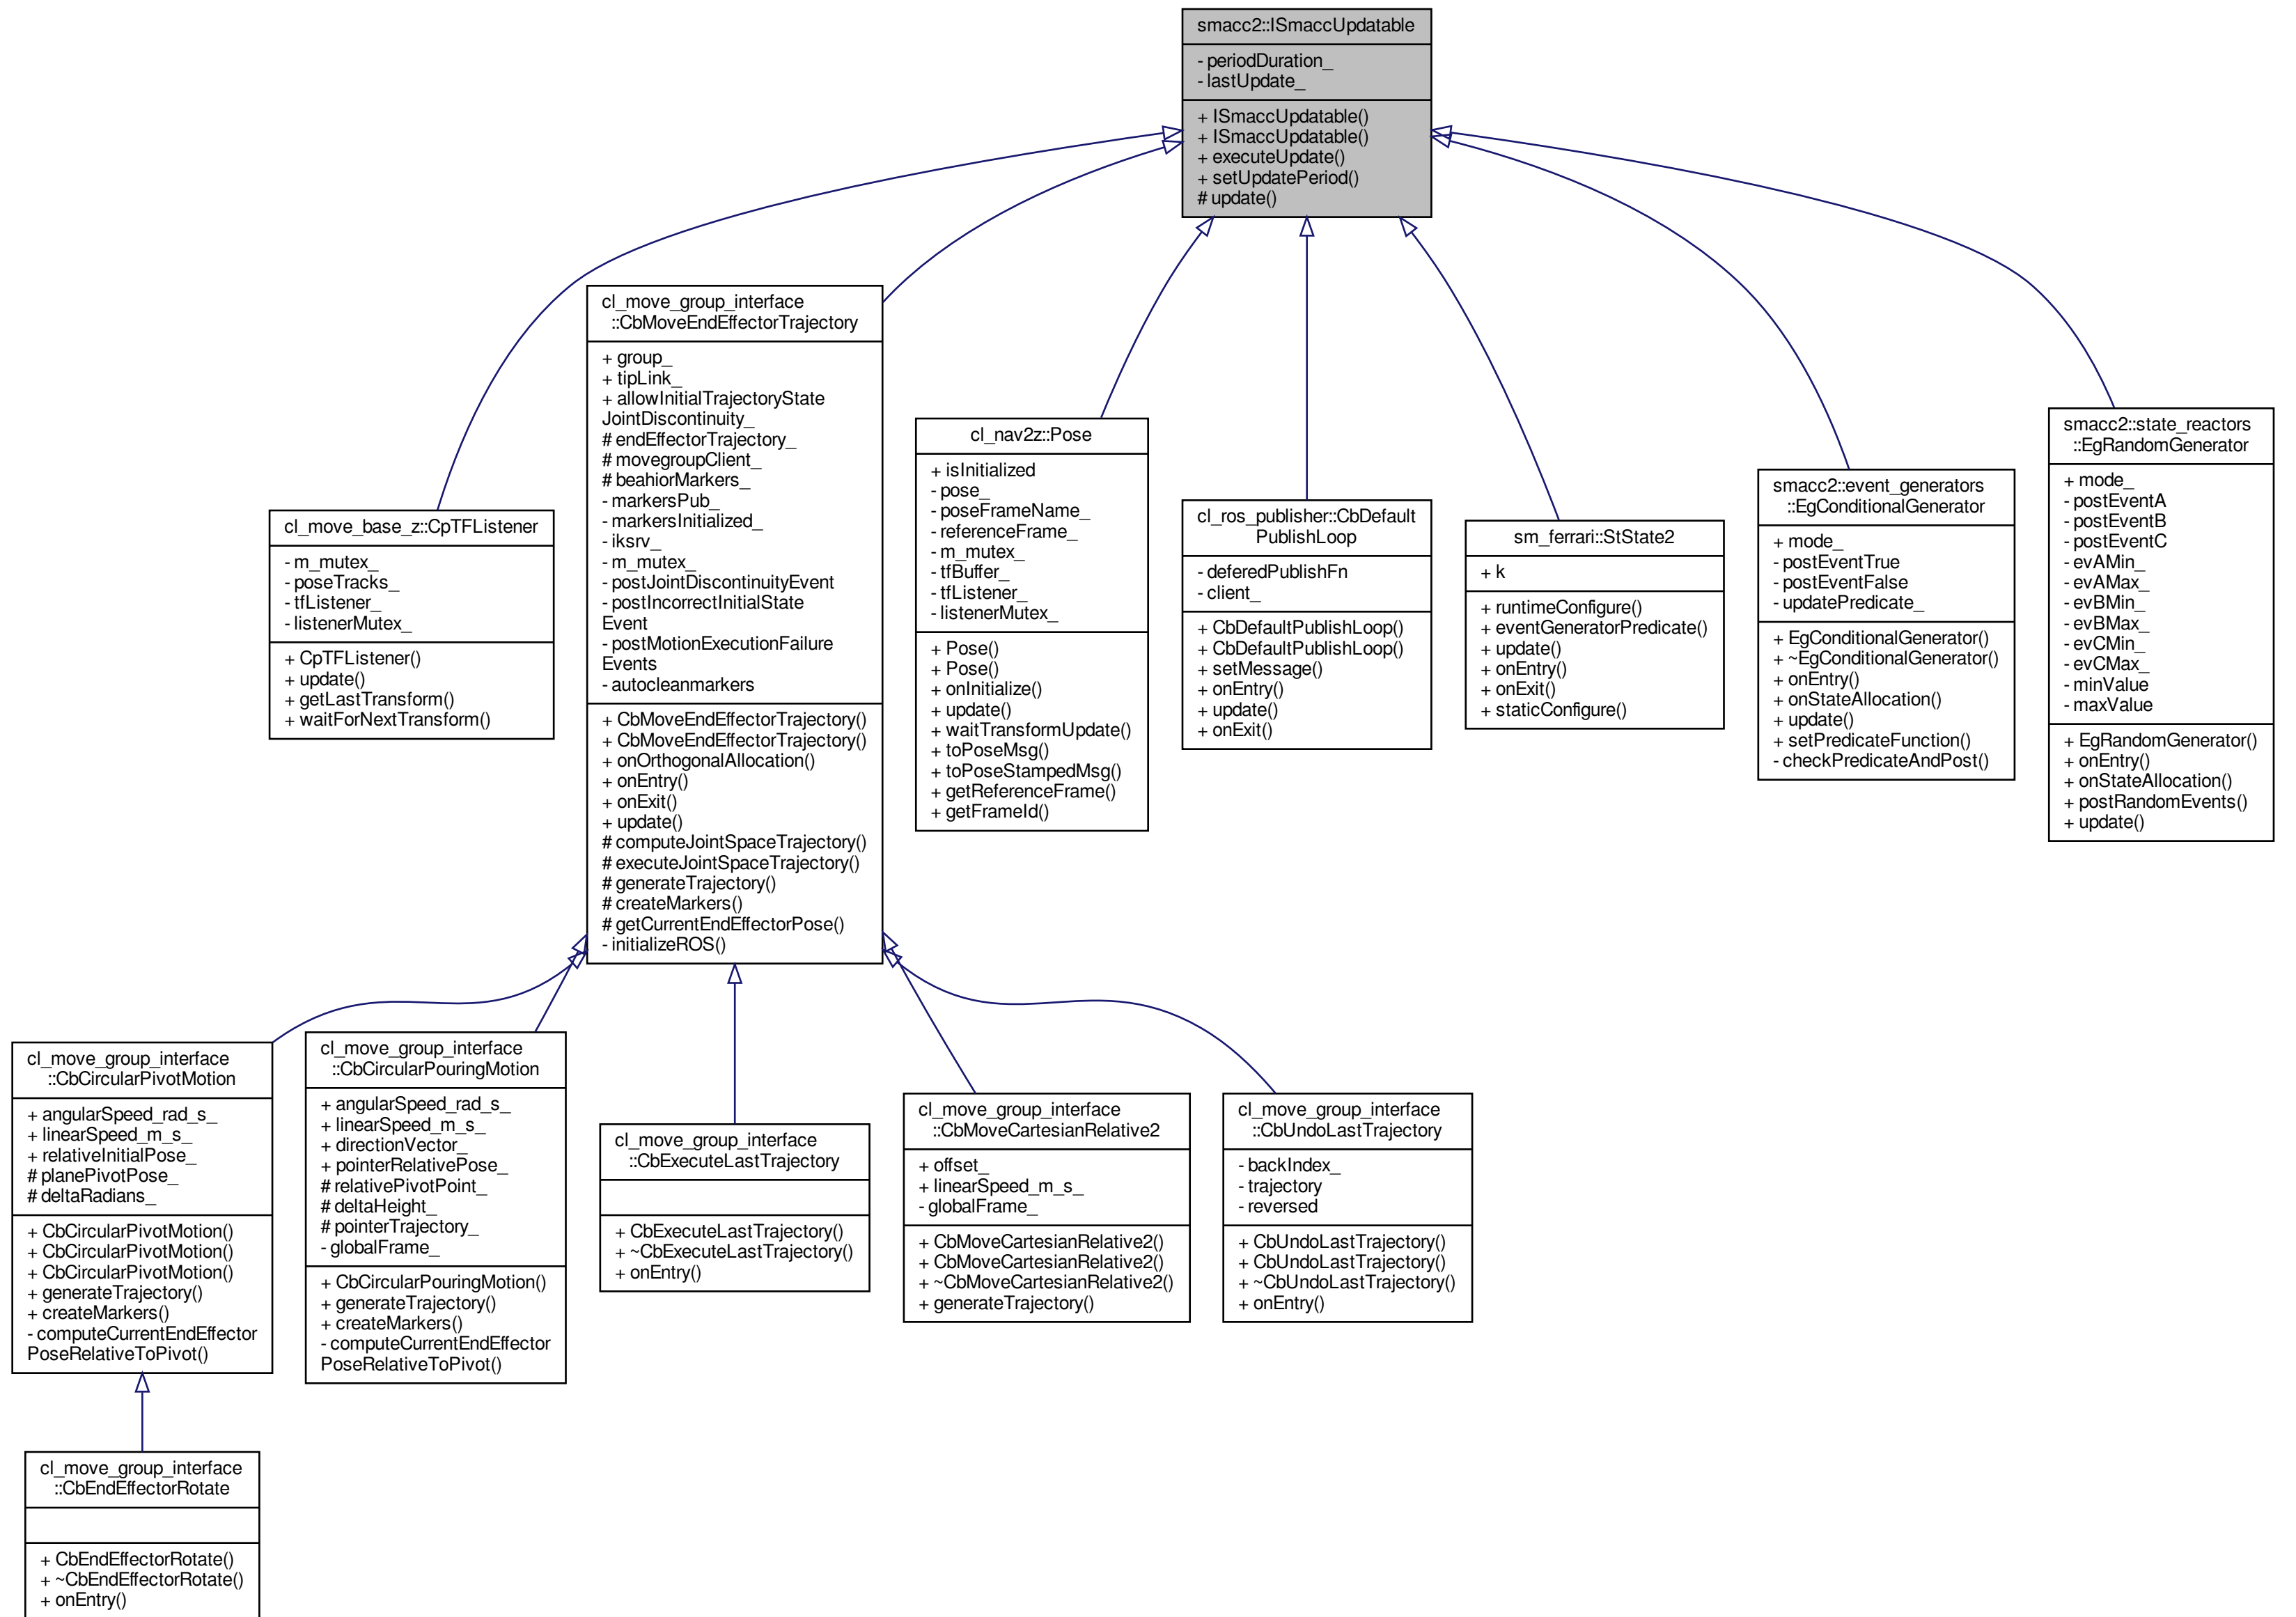 smacc2::ISmaccUpdatable
- periodDuration_
- lastUpdate_
+ ISmaccUpdatable()
+ ISmaccUpdatable()
+ executeUpdate()
+ setUpdatePeriod()
# update()
cl_move_base_z::CpTFListener
- m_mutex_
- poseTracks_
- tfListener_
- listenerMutex_
+ CpTFListener()
+ update()
+ getLastTransform()
+ waitForNextTransform()
cl_move_group_interface
::CbMoveEndEffectorTrajectory
+ group_
+ tipLink_
+ allowInitialTrajectoryState
JointDiscontinuity_
# endEffectorTrajectory_
# movegroupClient_
# beahiorMarkers_
- markersPub_
- markersInitialized_
- iksrv_
- m_mutex_
- postJointDiscontinuityEvent
- postIncorrectInitialState
Event
- postMotionExecutionFailure
Events
- autocleanmarkers
+ CbMoveEndEffectorTrajectory()
+ CbMoveEndEffectorTrajectory()
+ onOrthogonalAllocation()
+ onEntry()
+ onExit()
+ update()
# computeJointSpaceTrajectory()
# executeJointSpaceTrajectory()
# generateTrajectory()
# createMarkers()
# getCurrentEndEffectorPose()
- initializeROS()
cl_nav2z::Pose
+ isInitialized
- pose_
- poseFrameName_
- referenceFrame_
- m_mutex_
- tfBuffer_
- tfListener_
- listenerMutex_
+ Pose()
+ Pose()
+ onInitialize()
+ update()
+ waitTransformUpdate()
+ toPoseMsg()
+ toPoseStampedMsg()
+ getReferenceFrame()
+ getFrameId()
cl_ros_publisher::CbDefault
PublishLoop
- deferedPublishFn
- client_
+ CbDefaultPublishLoop()
+ CbDefaultPublishLoop()
+ setMessage()
+ onEntry()
+ update()
+ onExit()
sm_ferrari::StState2
+ k
+ runtimeConfigure()
+ eventGeneratorPredicate()
+ update()
+ onEntry()
+ onExit()
+ staticConfigure()
smacc2::event_generators
::EgConditionalGenerator
+ mode_
- postEventTrue
- postEventFalse
- updatePredicate_
+ EgConditionalGenerator()
+ ~EgConditionalGenerator()
+ onEntry()
+ onStateAllocation()
+ update()
+ setPredicateFunction()
- checkPredicateAndPost()
smacc2::state_reactors
::EgRandomGenerator
+ mode_
- postEventA
- postEventB
- postEventC
- evAMin_
- evAMax_
- evBMin_
- evBMax_
- evCMin_
- evCMax_
- minValue
- maxValue
+ EgRandomGenerator()
+ onEntry()
+ onStateAllocation()
+ postRandomEvents()
+ update()
cl_move_group_interface
::CbCircularPivotMotion
+ angularSpeed_rad_s_
+ linearSpeed_m_s_
+ relativeInitialPose_
# planePivotPose_
# deltaRadians_
+ CbCircularPivotMotion()
+ CbCircularPivotMotion()
+ CbCircularPivotMotion()
+ generateTrajectory()
+ createMarkers()
- computeCurrentEndEffector
PoseRelativeToPivot()
cl_move_group_interface
::CbCircularPouringMotion
+ angularSpeed_rad_s_
+ linearSpeed_m_s_
+ directionVector_
+ pointerRelativePose_
# relativePivotPoint_
# deltaHeight_
# pointerTrajectory_
- globalFrame_
+ CbCircularPouringMotion()
+ generateTrajectory()
+ createMarkers()
- computeCurrentEndEffector
PoseRelativeToPivot()
cl_move_group_interface
::CbExecuteLastTrajectory
+ CbExecuteLastTrajectory()
+ ~CbExecuteLastTrajectory()
+ onEntry()
cl_move_group_interface
::CbMoveCartesianRelative2
+ offset_
+ linearSpeed_m_s_
- globalFrame_
+ CbMoveCartesianRelative2()
+ CbMoveCartesianRelative2()
+ ~CbMoveCartesianRelative2()
+ generateTrajectory()
cl_move_group_interface
::CbUndoLastTrajectory
- backIndex_
- trajectory
- reversed
+ CbUndoLastTrajectory()
+ CbUndoLastTrajectory()
+ ~CbUndoLastTrajectory()
+ onEntry()
cl_move_group_interface
::CbEndEffectorRotate
+ CbEndEffectorRotate()
+ ~CbEndEffectorRotate()
+ onEntry()